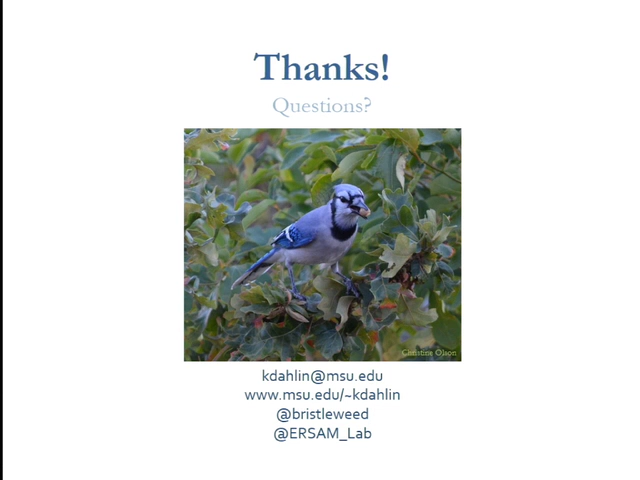 Thanks!
Questions?
Christine Olson
kdahlin@msu.edu
www.msu.edu/~kdahlin
@bristleweed
@ERSAM_Lab